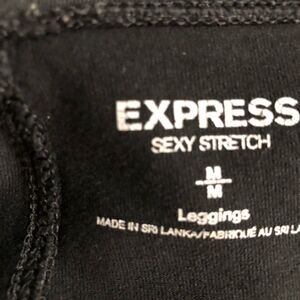 EXPRESS
SEXY STRETCH
M
M
Leggings
MADE IN SRI LANKA/FABRIQUÉ AU SRI LA